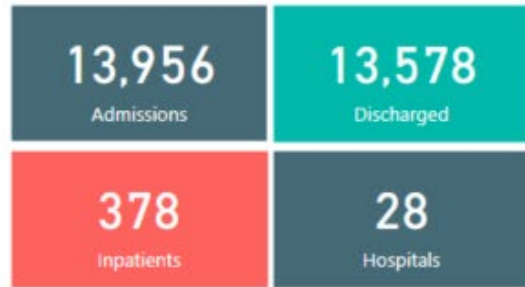 13,956
Admissions
13,578
Discharged
378
Inpatients
28
Hospitals